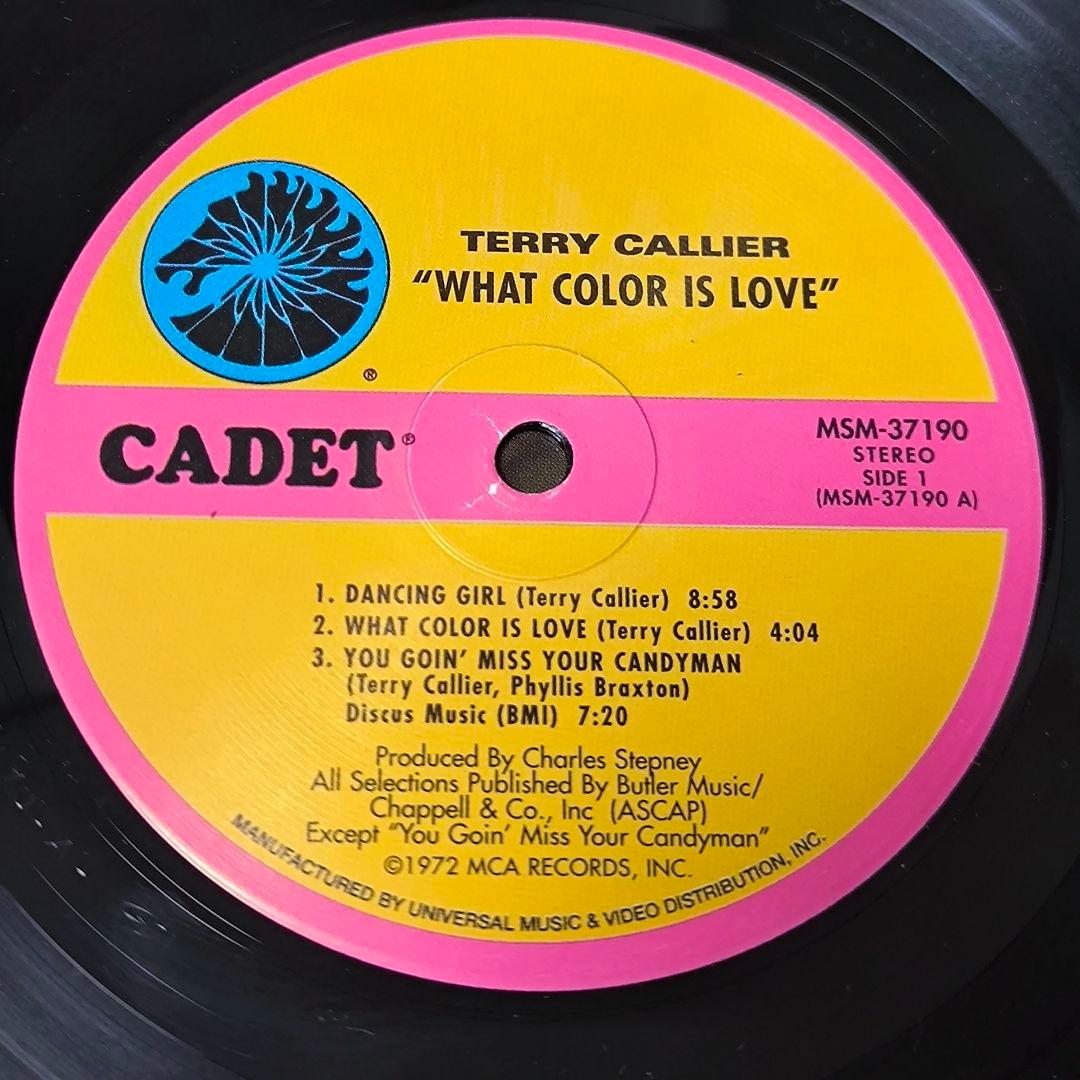 TERRY CALLIER
"WHAT COLOR IS LOVE"
®
CADET®
MSM-37190
STEREO
SIDE 1
(MSM-37190 A)
1. DANCING GIRL (Terry Callier) 8:58
2. WHAT COLOR IS LOVE (Terry Callier) 4:04
3. YOU GOIN' MISS YOUR CANDYMAN
(Terry Callier, Phyllis Braxton)
Discus Music (BMI) 7:20
Produced By Charles Stepney
All Selections Published By Butler Music/
Chappell & Co., Inc (ASCAP)
Except "You Goin' Miss Your Candyman"
©1972 MCA RECORDS, INC.
MANUFACTURED BY UNIVERSAL MUSIC & VIDEO DISTRIBUTION, INC.